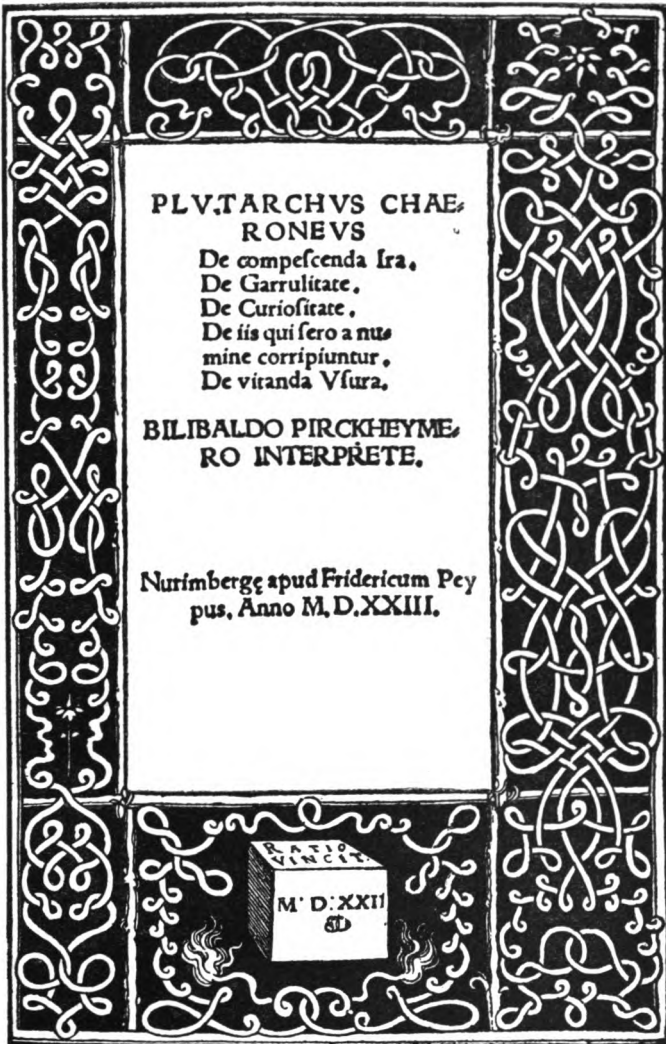 PLV.TARCHVS CHAE⸗
RONEVS
De compeſcenda Ira.
De Garrulitate.
De Curioſitate.
De iis qui ſero a nu⸗
mine corripiuntur.
De vitanda Vſura.
BILIBALDO PIRCKHEYME⸗
RO INTERPRETE.
Nurimbergę apud Fridericum Pey
pus. Anno M. D.XXIII.
RATIO
VINCIT.
M· D: XXII